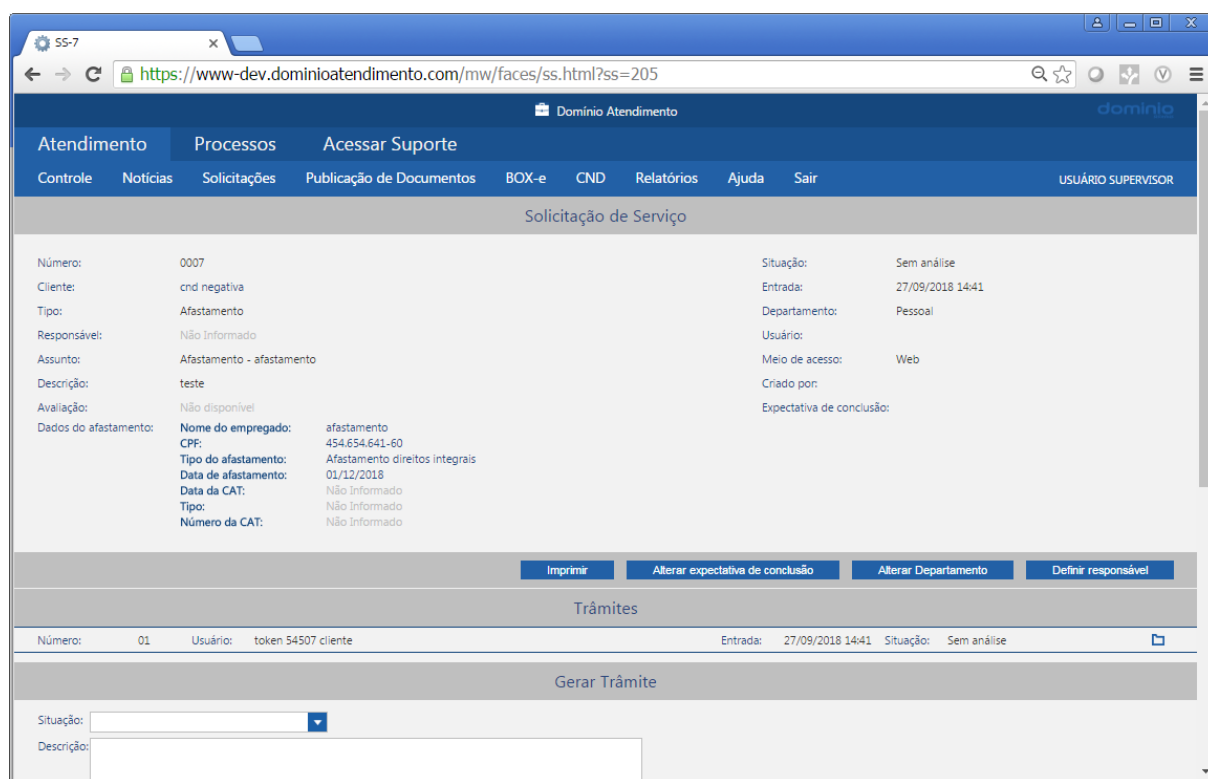 SS-7
https://www-dev.dominioatendimento.com/mw/faces/ss.html?ss=205
Domínio Atendimento
domínio
Atendimento Processos Acessar Suporte
Controle Notícias Solicitações Publicação de Documentos BOX-e CND Relatórios Ajuda Sair USUÁRIO SUPERVISOR
Solicitação de Serviço
Número: 0007 Situação: Sem análise
Cliente: cnd negativa Entrada: 27/09/2018 14:41
Tipo: Afastamento Departamento: Pessoal
Responsável: Não Informado Usuário:
Assunto: Afastamento - afastamento Meio de acesso: Web
Descrição: teste Criado por:
Avaliação: Não disponível Expectativa de conclusão:
Dados do afastamento: Nome do empregado: afastamento
CPF: 454.654.641-60
Tipo do afastamento: Afastamento direitos integrais
Data de afastamento: 01/12/2018
Data da CAT: Não Informado
Tipo: Não Informado
Número da CAT: Não Informado
Imprimir Alterar expectativa de conclusão Alterar Departamento Definir responsável
Trâmites
Número: 01 Usuário: token 54507 cliente Entrada: 27/09/2018 14:41 Situação: Sem análise
Gerar Trâmite
Situação:
Descrição: